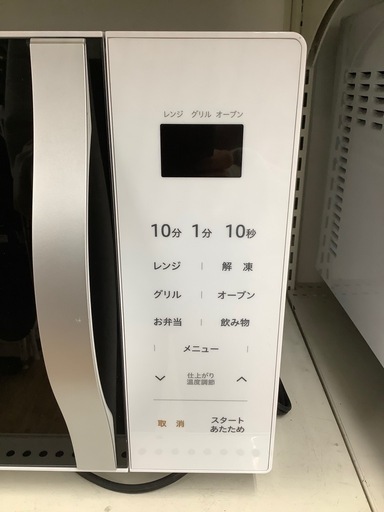 レンジ グリル オーブン
10分 1分 10秒
レンジ 解凍
グリル オーブン
お弁当 飲み物
メニュー
仕上がり
温度調節
取消 スタート
あたため